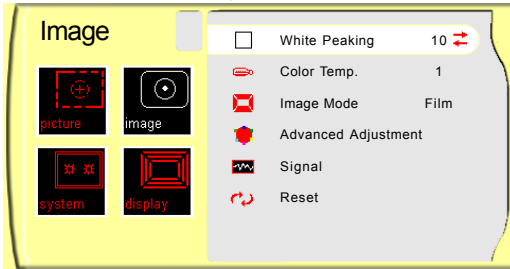 Image
picture
image
system
display
White Peaking 10
Color Temp. 1
Image Mode Film
Advanced Adjustment
Signal
Reset